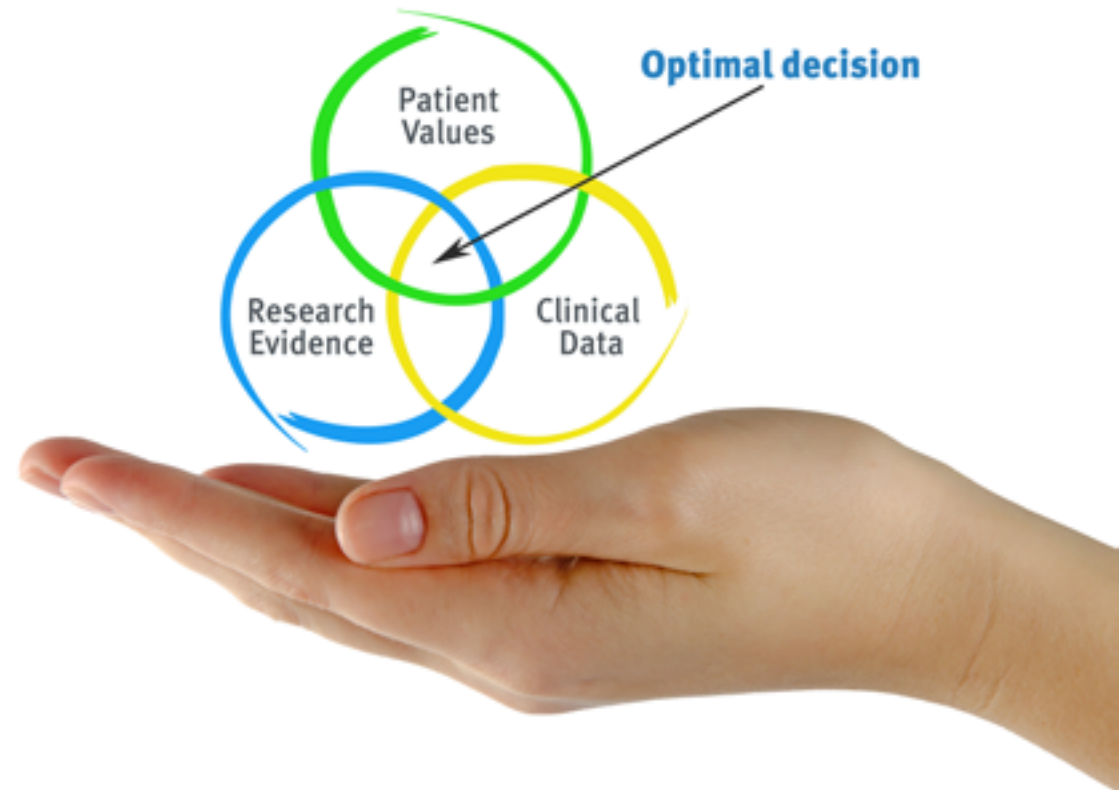 Optimal decision
Patient
Values
Research
Evidence
Clinical
Data